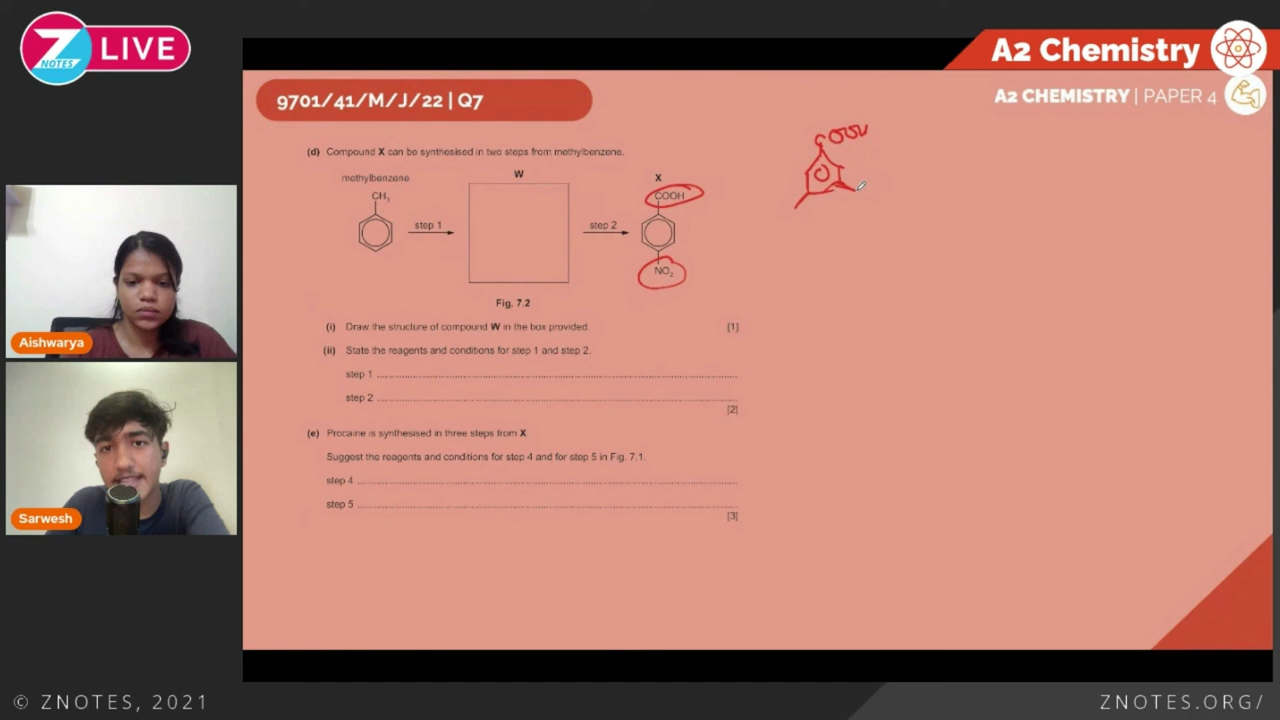 Z NOTES LIVE
A2 Chemistry
A2 CHEMISTRY | PAPER 4
9701/41/M/J/22 | Q7
(d) Compound X can be synthesised in two steps from methylbenzene.
methylbenzene
W
X
CH3
COOH
step 1
step 2
NO2
Fig. 7.2
(i) Draw the structure of compound W in the box provided. [1]
(ii) State the reagents and conditions for step 1 and step 2.
step 1
step 2
[2]
(e) Procaine is synthesised in three steps from X.
Suggest the reagents and conditions for step 4 and for step 5 in Fig. 7.1.
step 4
step 5
[3]
COOH
Aishwarya
Sarwesh
© ZNOTES, 2021
ZNOTES.ORG/